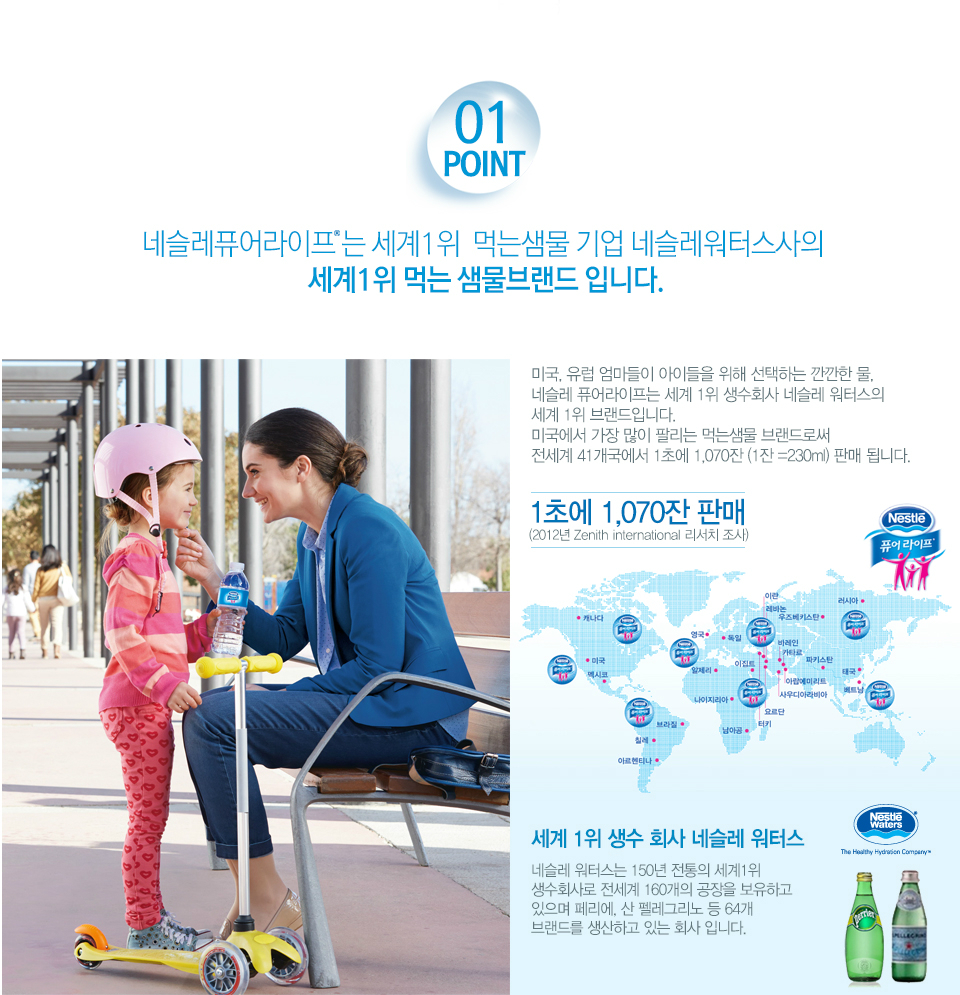 01
POINT
네슬레퓨어라이프®는 세계1위 먹는샘물 기업 네슬레워터스사의
세계1위 먹는 샘물브랜드 입니다.
미국, 유럽 엄마들이 아이들을 위해 선택하는 깐깐한 물,
네슬레 퓨어라이프는 세계 1위 생수회사 네슬레 워터스의
세계 1위 브랜드입니다.
미국에서 가장 많이 팔리는 먹는샘물 브랜드로써
전세계 41개국에서 1초에 1,070잔 (1잔 =230ml) 판매 됩니다.
1초에 1,070잔 판매
(2012년 Zenith international 리서치 조사)
Nestlé
퓨어 라이프
이란
레바논
우즈베키스탄
러시아
캐나다
영국
독일
바레인
카타르
파키스탄
미국
멕시코
알제리
이집트
아랍에미리트
태국
사우디아라비아
베트남
나이지리아
요르단
터키
브라질
남아공
칠레
아르헨티나
세계 1위 생수 회사 네슬레 워터스
Nestlé
Waters
The Healthy Hydration Company™
네슬레 워터스는 150년 전통의 세계1위
생수회사로 전세계 160개의 공장을 보유하고
있으며 페리에, 산 펠레그리노 등 64개
브랜드를 생산하고 있는 회사 입니다.
Perrier
S.PELLEGRINO